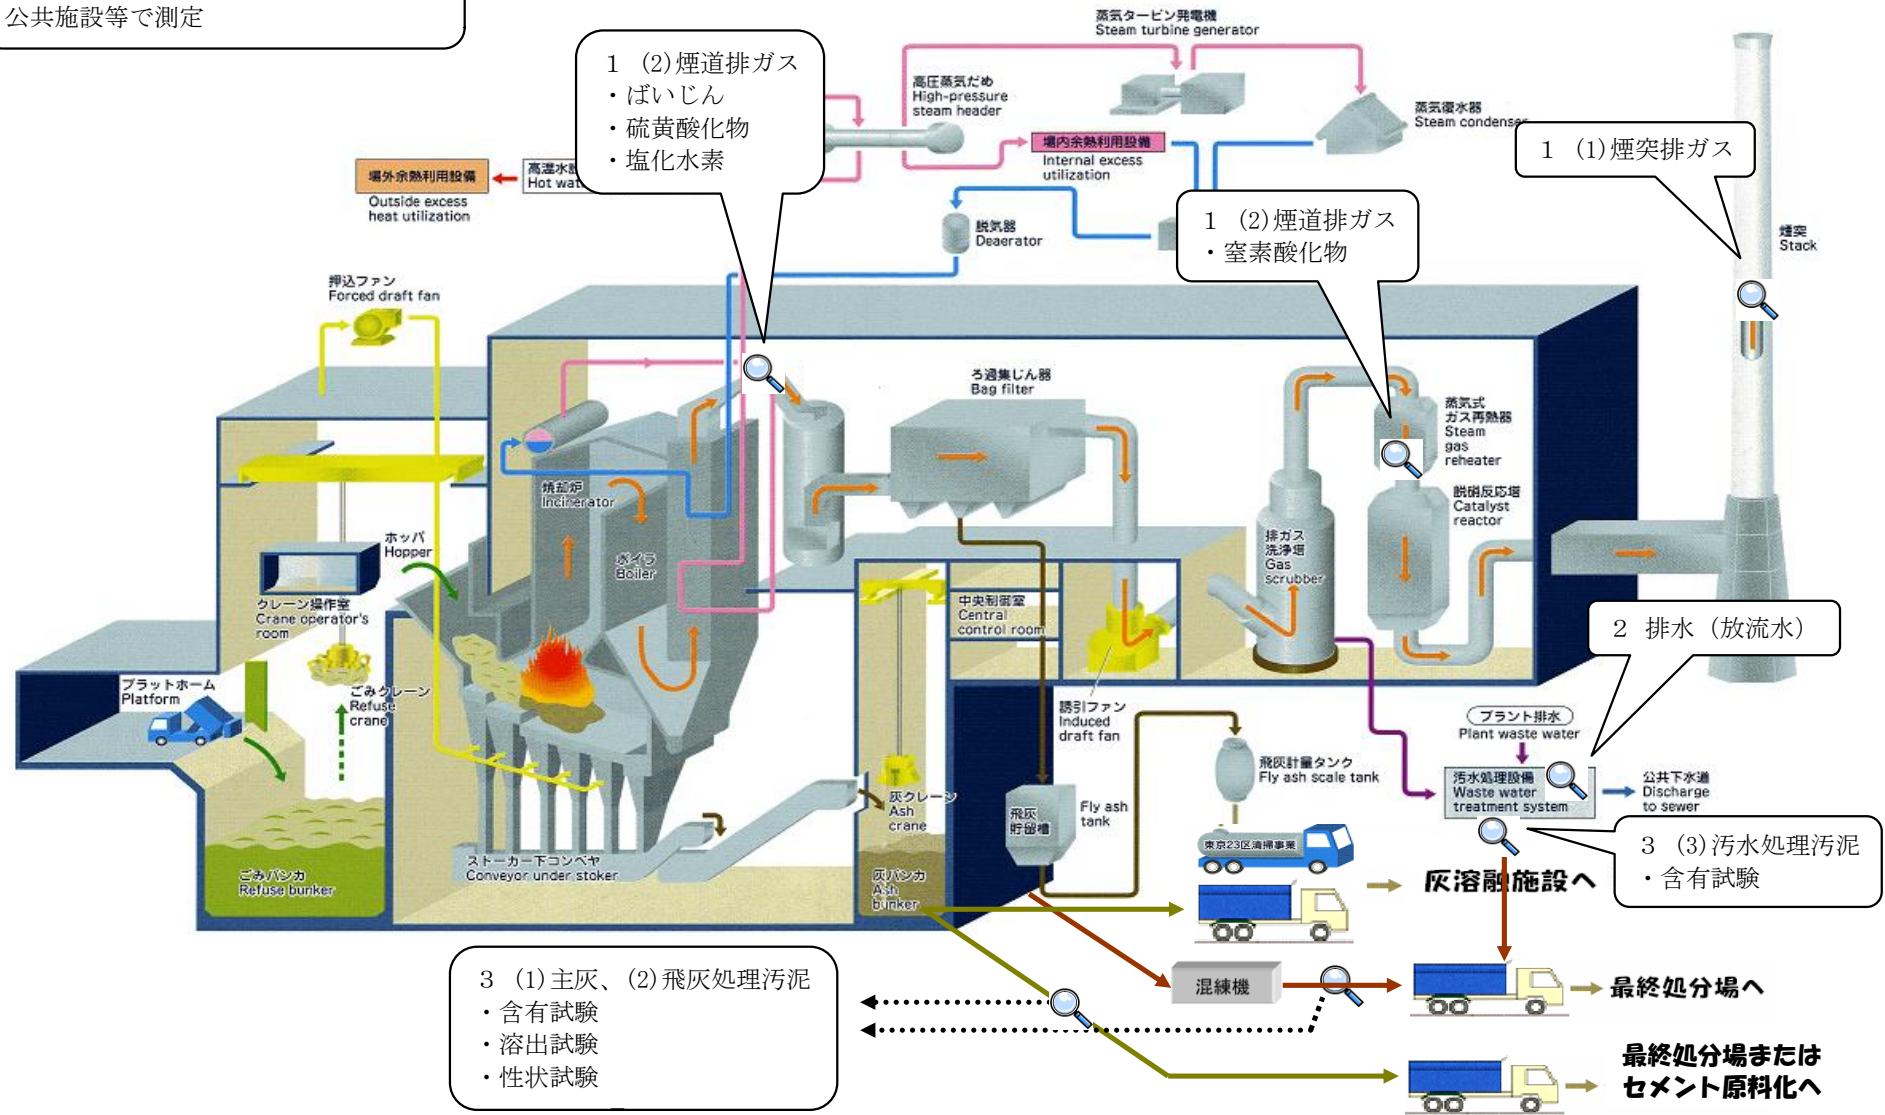 公共施設等で測定
蒸気タービン発電機
Steam turbine generator
1 (2)煙道排ガス
・ばいじん
・硫黄酸化物
・塩化水素
高圧蒸気だめ
High-pressure
steam header
蒸気復水器
Steam condenser
1 (1)煙突排ガス
場内余熱利用設備
Internal excess
utilization
場外余熱利用設備
Outside excess
heat utilization
高温水
Hot
1 (2)煙道排ガス
・窒素酸化物
脱気器
Deaerator
煙突
Stack
押込ファン
Forced draft fan
ろ過集じん器
Bag filter
蒸気式
ガス再熱器
Steam
gas
reheater
焼却炉
Incinerator
脱硝反応塔
Catalyst
reactor
ホッパ
Hopper
ボイラ
Boiler
排ガス
洗浄塔
Gas
scrubber
クレーン操作室
Crane operator's
room
中央制御室
Central
control room
2 排水（放流水）
プラットホーム
Platform
ごみクレーン
Refuse
crane
誘引ファン
Induced
draft fan
プラント排水
Plant waste water
飛灰計量タンク
Fly ash scale tank
汚水処理設備
Waste water
treatment system
公共下水道
Discharge
to sewer
灰クレーン
Ash
crane
飛灰
貯留槽
Fly ash
tank
東京23区清掃事業
3 (3)汚水処理汚泥
・含有試験
ストーカー下コンベヤ
Conveyor under stoker
ごみバンカ
Refuse bunker
灰バンカ
Ash
bunker
灰溶融施設へ
3 (1)主灰、(2)飛灰処理汚泥
・含有試験
・溶出試験
・性状試験
混練機
最終処分場へ
最終処分場または
セメント原料化へ